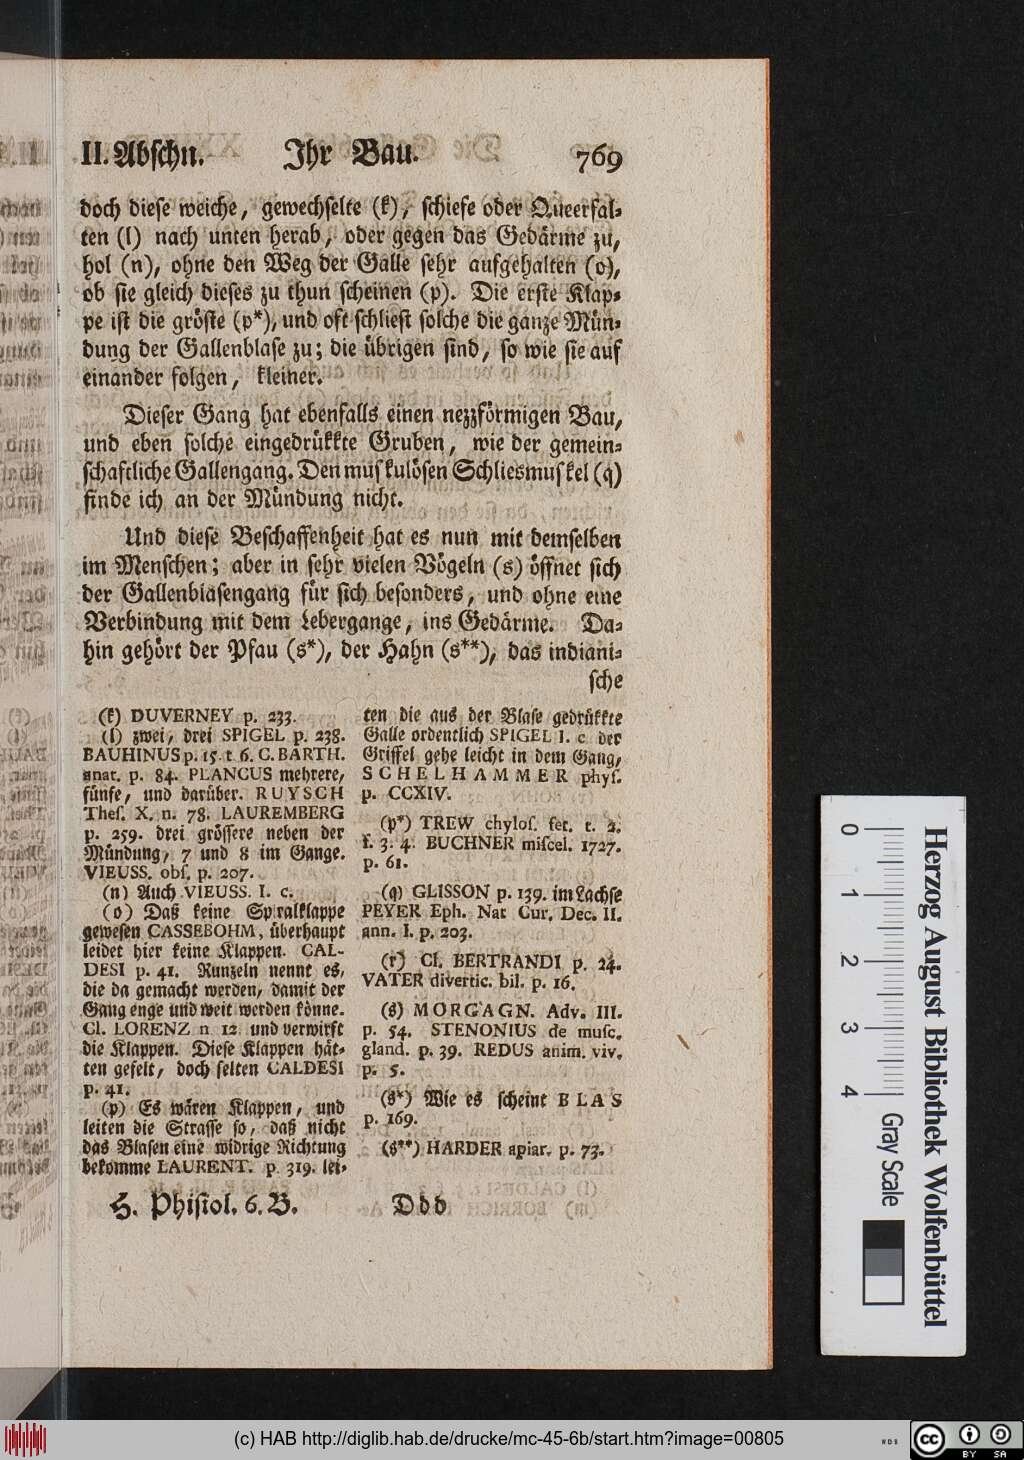 II. Abschn. Ihr Bau. 769
doch diese weiche, gewechselte (k), schiefe oder Queerfal-
ten (l) nach unten herab, oder gegen das Gedärme zu,
hol (n), ohne den Weg der Galle sehr aufgehalten (o),
ob sie gleich dieses zu thun scheinen (p). Die erste Klap-
pe ist die gröste (p*), und oft schliest solche die ganze Mün-
dung der Gallenblase zu; die übrigen sind, so wie sie auf
einander folgen, kleiner.
Dieser Gang hat ebenfalls einen nezzförmigen Bau,
und eben solche eingedrükkte Gruben, wie der gemein-
schaftliche Gallengang. Den muskulösen Schliesmuskel (q)
finde ich an der Mündung nicht.
Und diese Beschaffenheit hat es nun mit demselben
im Menschen; aber in sehr vielen Vögeln (s) öffnet sich
der Gallenblasengang für sich besonders, und ohne eine
Verbindung mit dem Lebergange, ins Gedärme. Da-
hin gehört der Pfau (s*), der Hahn (s**), das indiani-
sche
(k) DUVERNEY p. 233.
(l) zwei, drei SPIGEL p. 238.
BAUHINUS p. 15. t. 6. C. BARTH.
anat. p. 84. PLANCUS mehrere,
fünfe, und darüber. RUYSCH
Thes. X. n. 78. LAUREMBERG
p. 259. drei grössere neben der
Mündung, 7 und 8 im Gange.
VIEUSS. obs. p. 207.
(n) Auch VIEUSS. I. c.
(o) Daß keine Spiralklappe
gewesen CASSEBOHM, überhaupt
leidet hier keine Klappen. CAL-
DESI p. 41. Runzeln nennt es,
die da gemacht werden, damit der
Gang enge und weit werden könne.
Cl. LORENZ n 12. und verwirft
die Klappen. Diese Klappen hät-
ten gefelt, doch selten CALDESI
p. 41.
(p) Es wären Klappen, und
leiten die Strasse so, daß nicht
das Blasen eine widrige Richtung
bekomme LAURENT. p. 319. lei-
ten die aus der Blase gedrükkte
Galle ordentlich SPIGEL I. c. der
Griffel gehe leicht in dem Gang,
SCHELHAMMER phys.
p. CCXIV.
(p*) TREW chylos. fet. t. 2.
f. 3. 4. BUCHNER miscel. 1727.
p. 61.
(q) GLISSON p. 139. im Lachse
PEYER Eph. Nat Cur. Dec. II.
ann. I. p. 203.
(r) Cl. BERTRANDI p. 24.
VATER divertic. bil. p. 16.
(s) MORGAGN. Adv. III.
p. 54. STENONIUS de musc.
gland. p. 39. REDUS anim. viv.
p. 5.
(s*) Wie es scheint BLAS
p. 169.
(s**) HARDER apiar. p. 73.
H. Phisiol. 6. B. Ddd
0 1 2 3 4
Gray Scale
Herzog August Bibliothek Wolfenbüttel
(c) HAB http://diglib.hab.de/drucke/mc-45-6b/start.htm?image=00805
WDB
cc BY SA